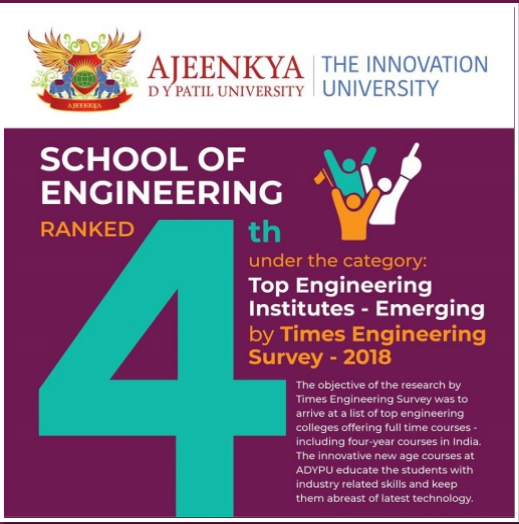 AJEENKYA
D Y PATIL UNIVERSITY
THE INNOVATION
UNIVERSITY
AJEENKYA
SCHOOL OF
ENGINEERING
RANKED
4th
under the category:
Top Engineering
Institutes - Emerging
by Times Engineering
Survey - 2018
The objective of the research by
Times Engineering Survey was to
arrive at a list of top engineering
colleges offering full time courses -
including four-year courses in India.
The innovative new age courses at
ADYPU educate the students with
industry related skills and keep
them abreast of latest technology.